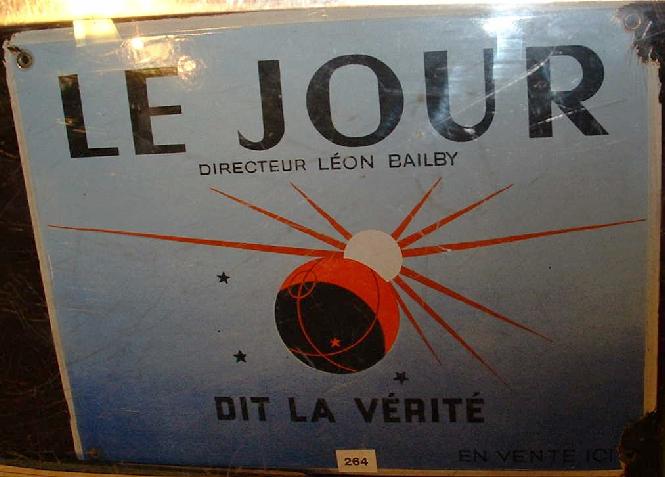 LE JOUR
DIRECTEUR LÉON BAILBY
DIT LA VÉRITÉ
264
EN VENTE ICI